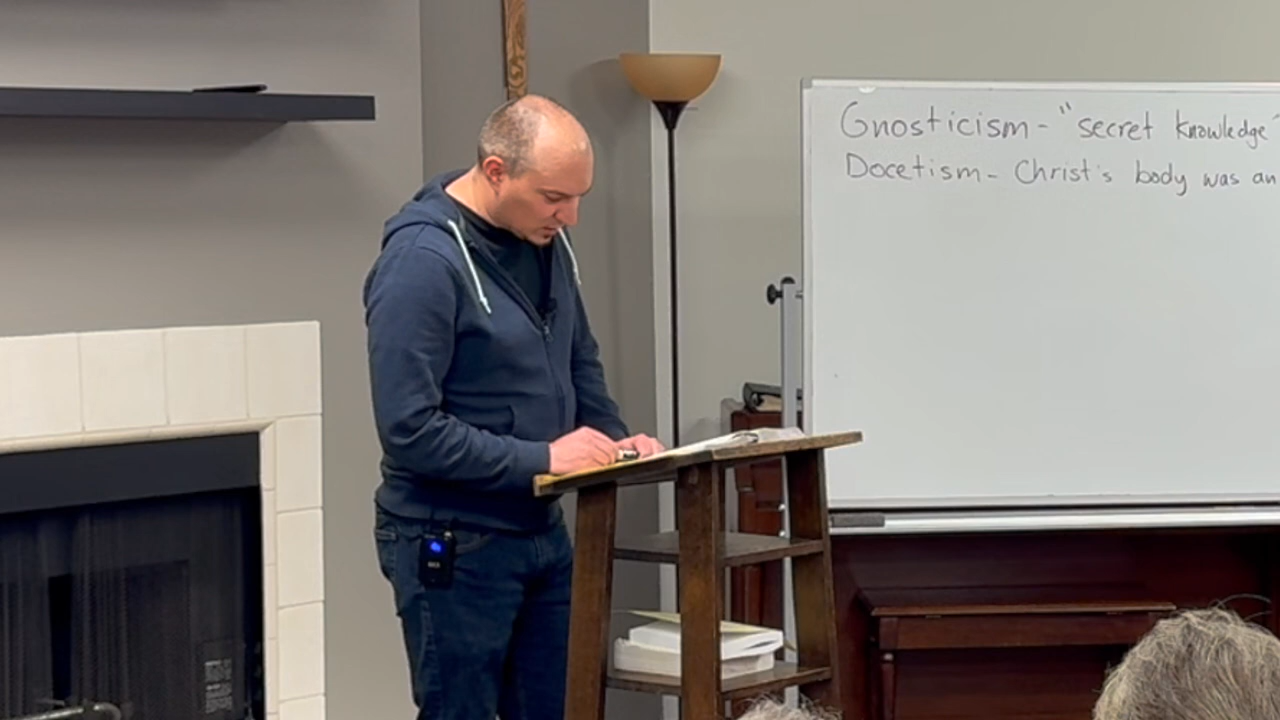 Gnosticism - "secret knowledge"
Docetism - Christ's body was an